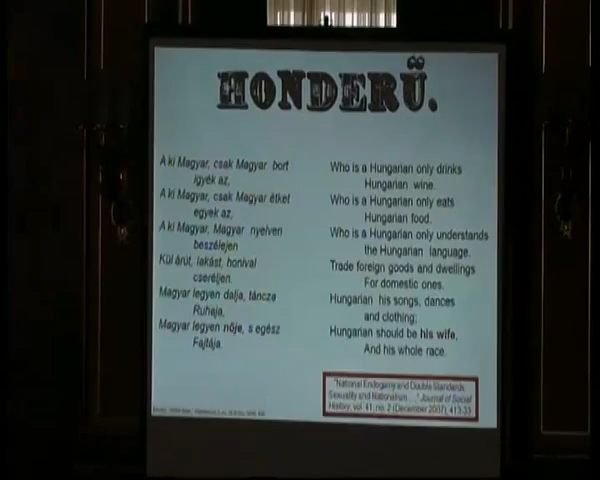 HONDERŰ.
A ki Magyar, csak Magyar bort
igyék az,
A ki Magyar, csak Magyar étket
egyek az,
A ki Magyar, Magyar nyelven
beszélejen
Kül árút, lakást, honival
cseréljen.
Magyar legyen dalja, táncza
Ruhaja,
Magyar legyen nője, s egész
Fajtája
Who is a Hungarian only drinks
Hungarian wine.
Who is a Hungarian only eats
Hungarian food.
Who is a Hungarian only understands
the Hungarian language.
Trade foreign goods and dwellings
For domestic ones.
Hungarian his songs, dances
and clothing;
Hungarian should be his wife,
And his whole race.
"National Endogamy and Double Standards:
Sexuality and Nationalism ..." Journal of Social
History, vol. 41, no. 2 (December 2007), 413-33